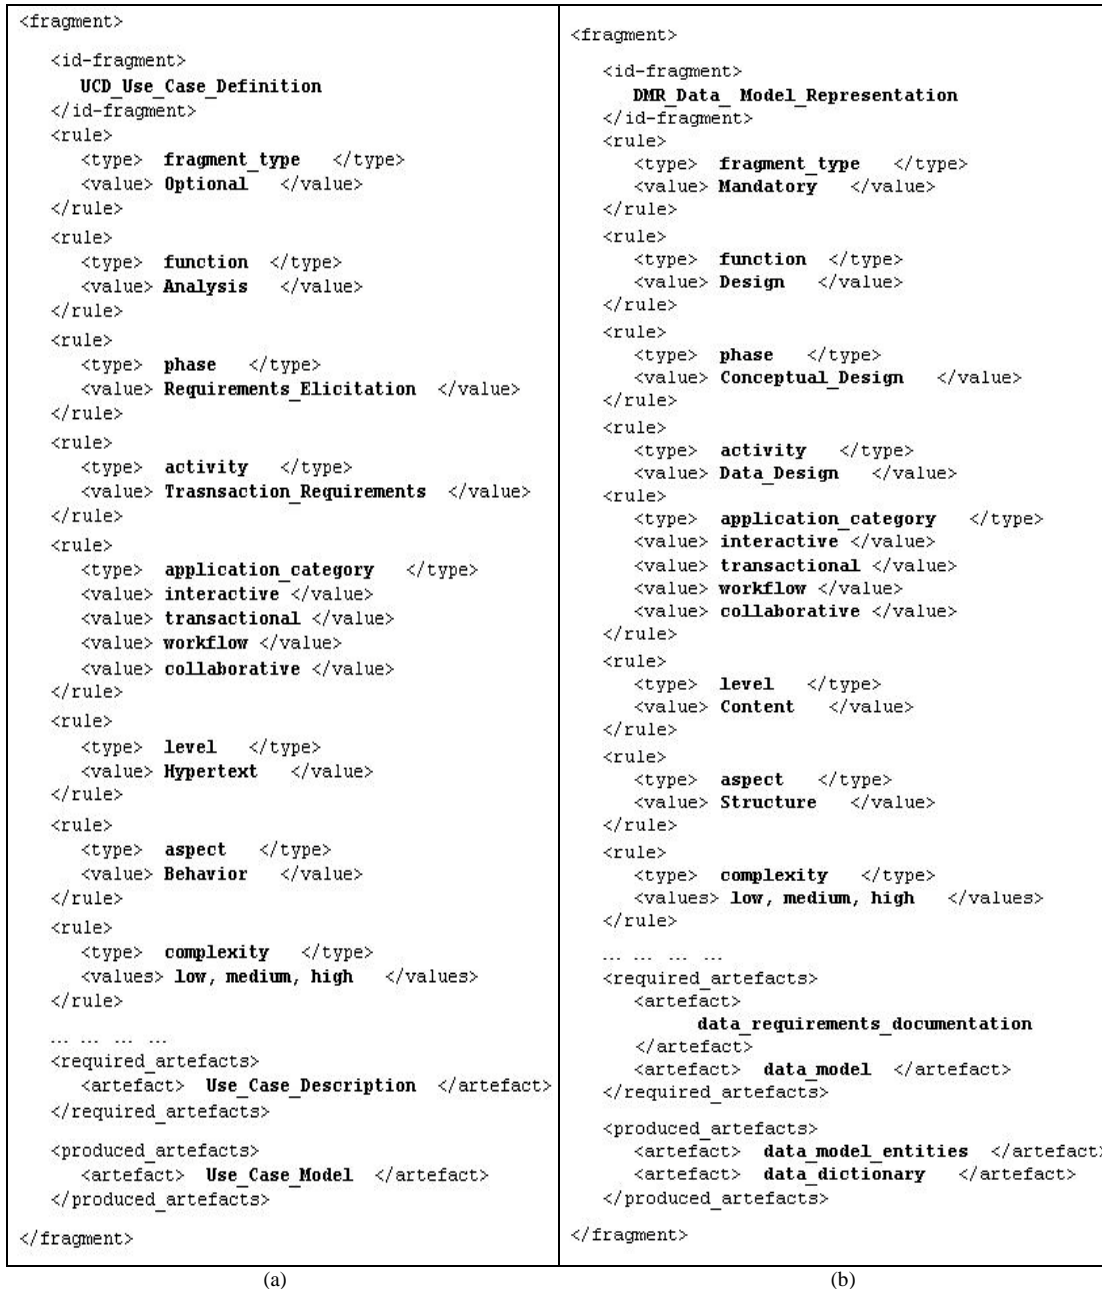 <fragment>
<id-fragment>
UCD_Use_Case_Definition
</id-fragment>
<rule>
<type> fragment_type </type>
<value> Optional </value>
</rule>
<rule>
<type> function </type>
<value> Analysis </value>
</rule>
<rule>
<type> phase </type>
<value> Requirements_Elicitation </value>
</rule>
<rule>
<type> activity </type>
<value> Trasnsaction_Requirements </value>
</rule>
<rule>
<type> application_category </type>
<value> interactive </value>
<value> transactional </value>
<value> workflow </value>
<value> collaborative </value>
</rule>
<rule>
<type> level </type>
<value> Hypertext </value>
</rule>
<rule>
<type> aspect </type>
<value> Behavior </value>
</rule>
<rule>
<type> complexity </type>
<values> low, medium, high </values>
</rule>
... ... ... ...
<required_artefacts>
<artefact> Use_Case_Description </artefact>
</required_artefacts>
<produced_artefacts>
<artefact> Use_Case_Model </artefact>
</produced_artefacts>
</fragment>
(a)
<fragment>
<id-fragment>
DMR_Data_ Model_Representation
</id-fragment>
<rule>
<type> fragment_type </type>
<value> Mandatory </value>
</rule>
<rule>
<type> function </type>
<value> Design </value>
</rule>
<rule>
<type> phase </type>
<value> Conceptual_Design </value>
</rule>
<rule>
<type> activity </type>
<value> Data_Design </value>
<rule>
<type> application_category </type>
<value> interactive </value>
<value> transactional </value>
<value> workflow </value>
<value> collaborative </value>
</rule>
<rule>
<type> level </type>
<value> Content </value>
</rule>
<rule>
<type> aspect </type>
<value> Structure </value>
</rule>
<rule>
<type> complexity </type>
<values> low, medium, high </values>
</rule>
... ... ... ...
<required_artefacts>
<artefact>
data_requirements_documentation
</artefact>
<artefact> data_model </artefact>
</required_artefacts>
<produced_artefacts>
<artefact> data_model_entities </artefact>
<artefact> data_dictionary </artefact>
</produced_artefacts>
</fragment>
(b)